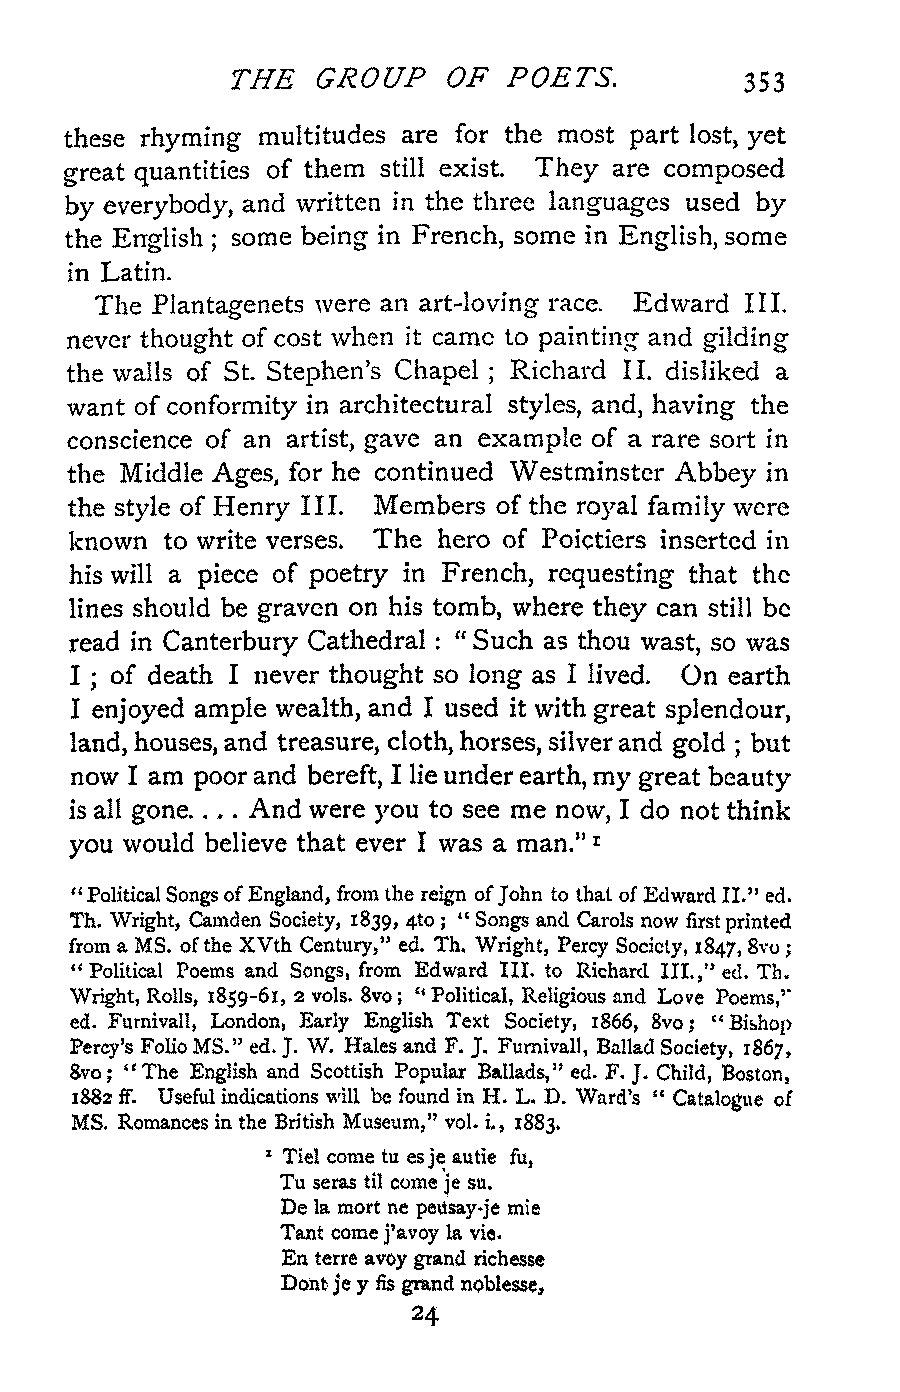 THE GROUP OF POETS. 353
these rhyming multitudes are for the most part lost, yet
great quantities of them still exist. They are composed
by everybody, and written in the three languages used by
the English ; some being in French, some in English, some
in Latin.
The Plantagenets were an art-loving race. Edward III.
never thought of cost when it came to painting and gilding
the walls of St. Stephen's Chapel ; Richard II. disliked a
want of conformity in architectural styles, and, having the
conscience of an artist, gave an example of a rare sort in
the Middle Ages, for he continued Westminster Abbey in
the style of Henry III. Members of the royal family were
known to write verses. The hero of Poictiers inserted in
his will a piece of poetry in French, requesting that the
lines should be graven on his tomb, where they can still be
read in Canterbury Cathedral : "Such as thou wast, so was
I ; of death I never thought so long as I lived. On earth
I enjoyed ample wealth, and I used it with great splendour,
land, houses, and treasure, cloth, horses, silver and gold ; but
now I am poor and bereft, I lie under earth, my great beauty
is all gone. . . . And were you to see me now, I do not think
you would believe that ever I was a man." ¹
"Political Songs of England, from the reign of John to that of Edward II." ed.
Th. Wright, Camden Society, 1839, 4to ; "Songs and Carols now first printed
from a MS. of the XVth Century," ed. Th. Wright, Percy Society, 1847, 8vo ;
"Political Poems and Songs, from Edward III. to Richard III.," ed. Th.
Wright, Rolls, 1859-61, 2 vols. 8vo ; "Political, Religious and Love Poems,"
ed. Furnivall, London, Early English Text Society, 1866, 8vo ; "Bishop
Percy's Folio MS." ed. J. W. Hales and F. J. Furnivall, Ballad Society, 1867,
8vo ; "The English and Scottish Popular Ballads," ed. F. J. Child, Boston,
1882 ff. Useful indications will be found in H. L. D. Ward's "Catalogue of
MS. Romances in the British Museum," vol. i., 1883.
¹ Tiel come tu es je autie fu,
Tu seras til come je su.
De la mort ne pensay-je mie
Tant come j'avoy la vie.
En terre avoy grand richesse
Dont je y fis grand noblesse,
24